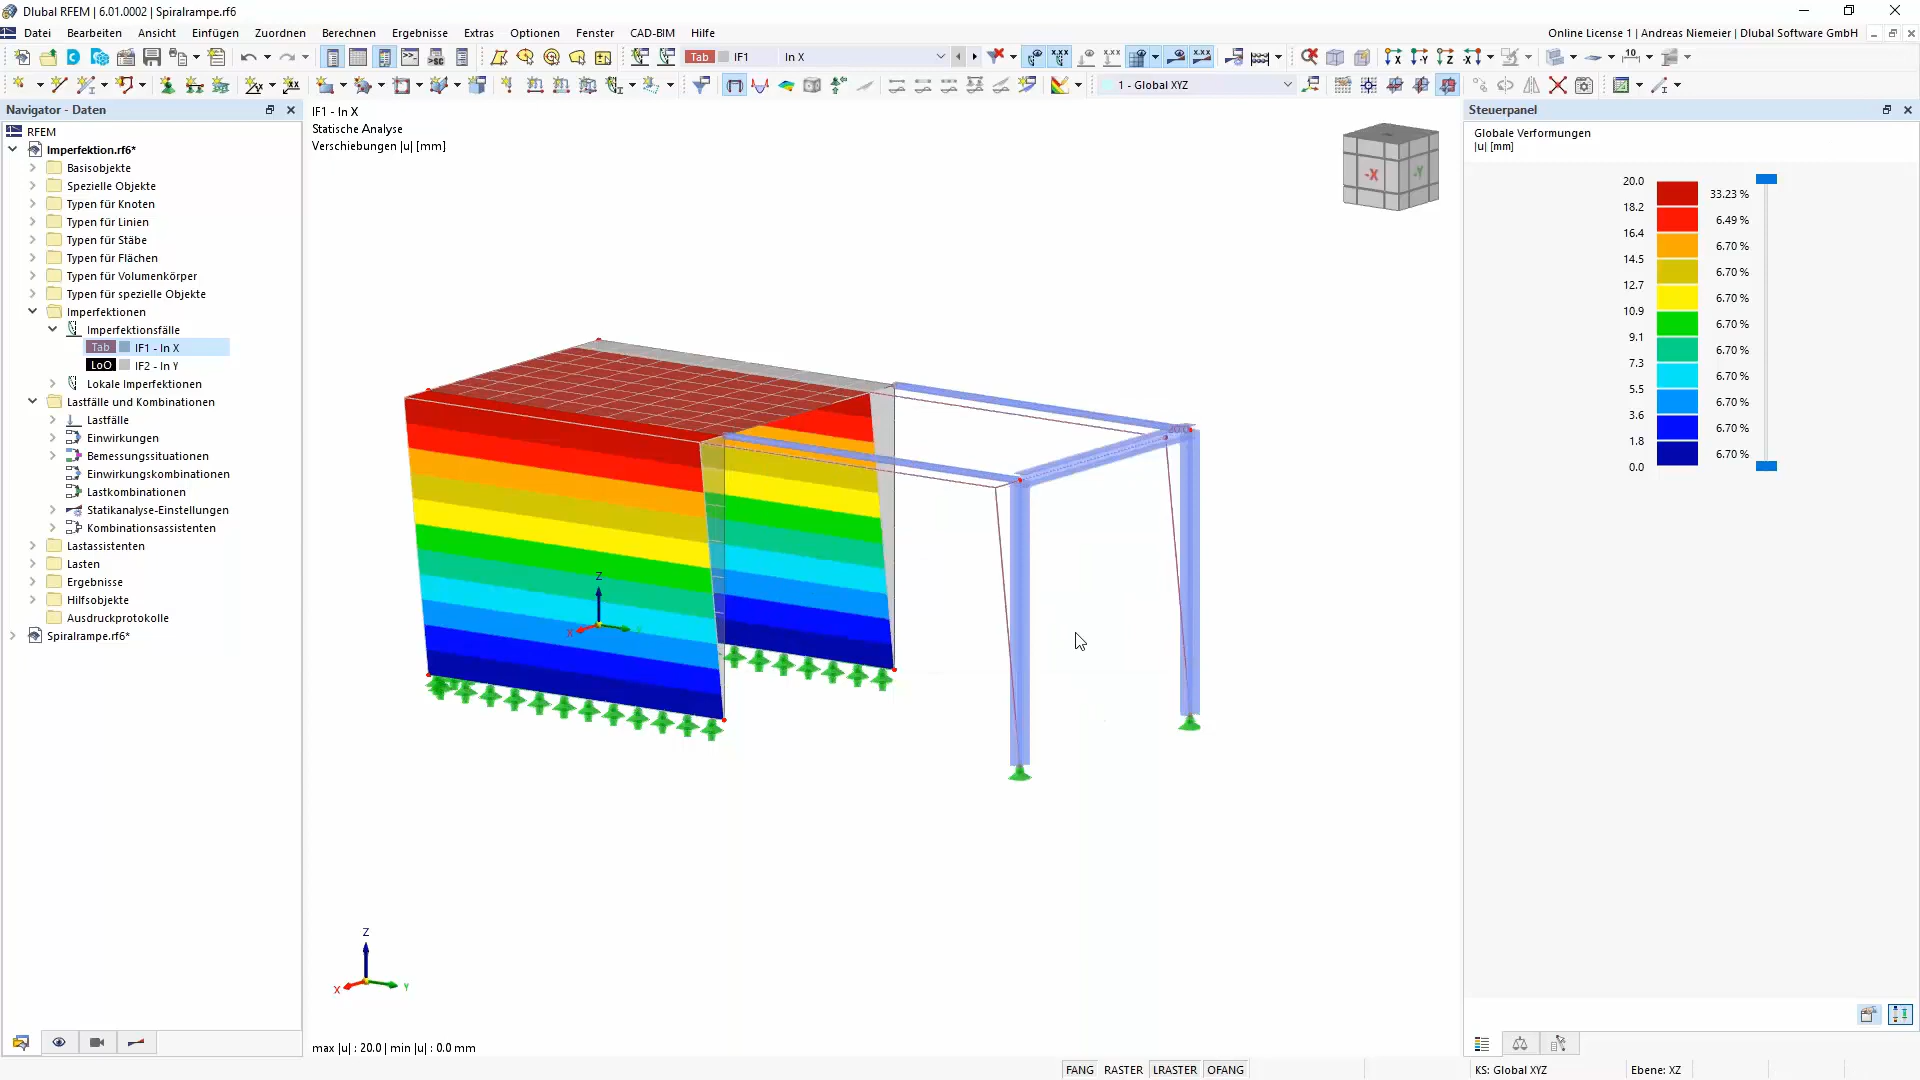 Dlubal RFEM | 6.01.0002 | Spiralrampe.rf6
Datei Bearbeiten Ansicht Einfügen Zuordnen Berechnen Ergebnisse Extras Optionen Fenster CAD-BIM Hilfe
Online License 1 | Andreas Niemeier | Dlubal Software GmbH
Tab IF1 In X
1 - Global XYZ
Navigator - Daten
RFEM
Imperfektion.rf6*
Basisobjekte
Spezielle Objekte
Typen für Knoten
Typen für Linien
Typen für Stäbe
Typen für Flächen
Typen für Volumenkörper
Typen für spezielle Objekte
Imperfektionen
Imperfektionsfälle
Tab IF1 - In X
LoO IF2 - In Y
Lokale Imperfektionen
Lastfälle und Kombinationen
Lastfälle
Einwirkungen
Bemessungssituationen
Einwirkungskombinationen
Lastkombinationen
Statikanalyse-Einstellungen
Kombinationsassistenten
Lastassistenten
Lasten
Ergebnisse
Hilfsobjekte
Ausdruckprotokolle
Spiralrampe.rf6*
IF1 - In X
Statische Analyse
Verschiebungen |u| [mm]
-X -Y
20.0
Z
X
Z
X Y
max |u| : 20.0 | min |u| : 0.0 mm
Steuerpanel
Globale Verformungen
|u| [mm]
20.0
33.23 %
18.2
6.49 %
16.4
6.70 %
14.5
6.70 %
12.7
6.70 %
10.9
6.70 %
9.1
6.70 %
7.3
6.70 %
5.5
6.70 %
3.6
6.70 %
1.8
6.70 %
0.0
FANG RASTER LRASTER OFANG
KS: Global XYZ
Ebene: XZ